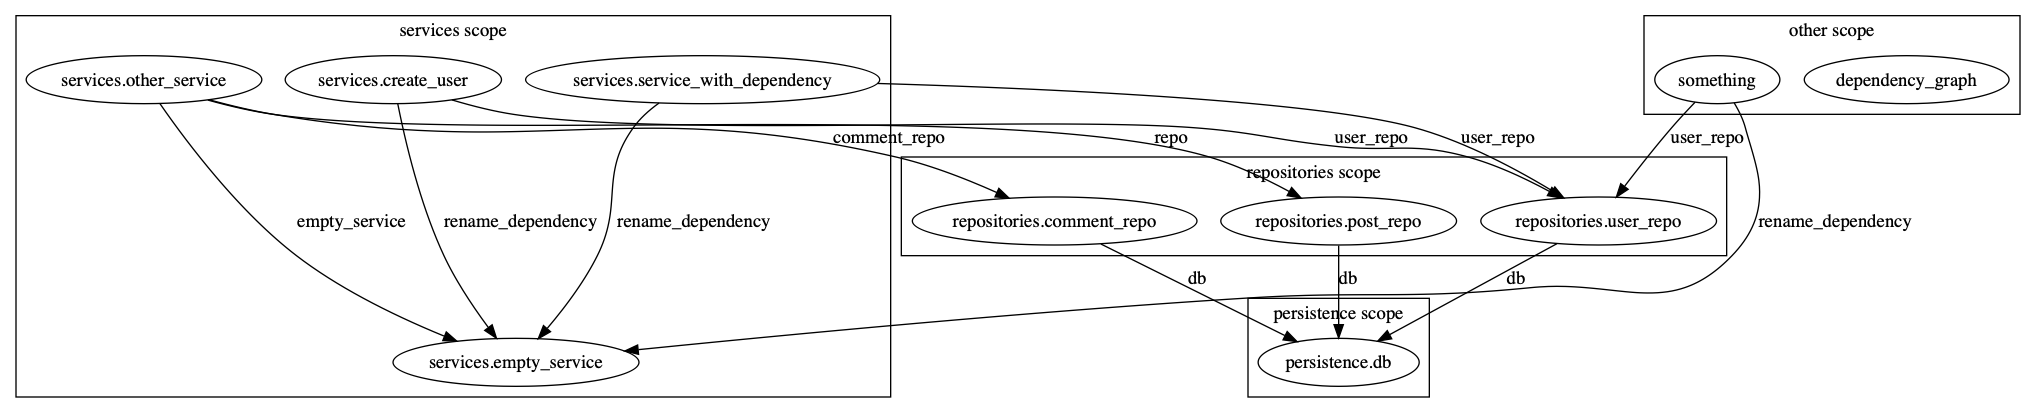 services scope
other scope
services.other_service
services.create_user
services.service_with_dependency
something
dependency_graph
comment_repo
repo
user_repo
user_repo
user_repo
repositories scope
empty_service
rename_dependency
rename_dependency
repositories.comment_repo
repositories.post_repo
repositories.user_repo
rename_dependency
db
db
db
persistence scope
services.empty_service
persistence.db